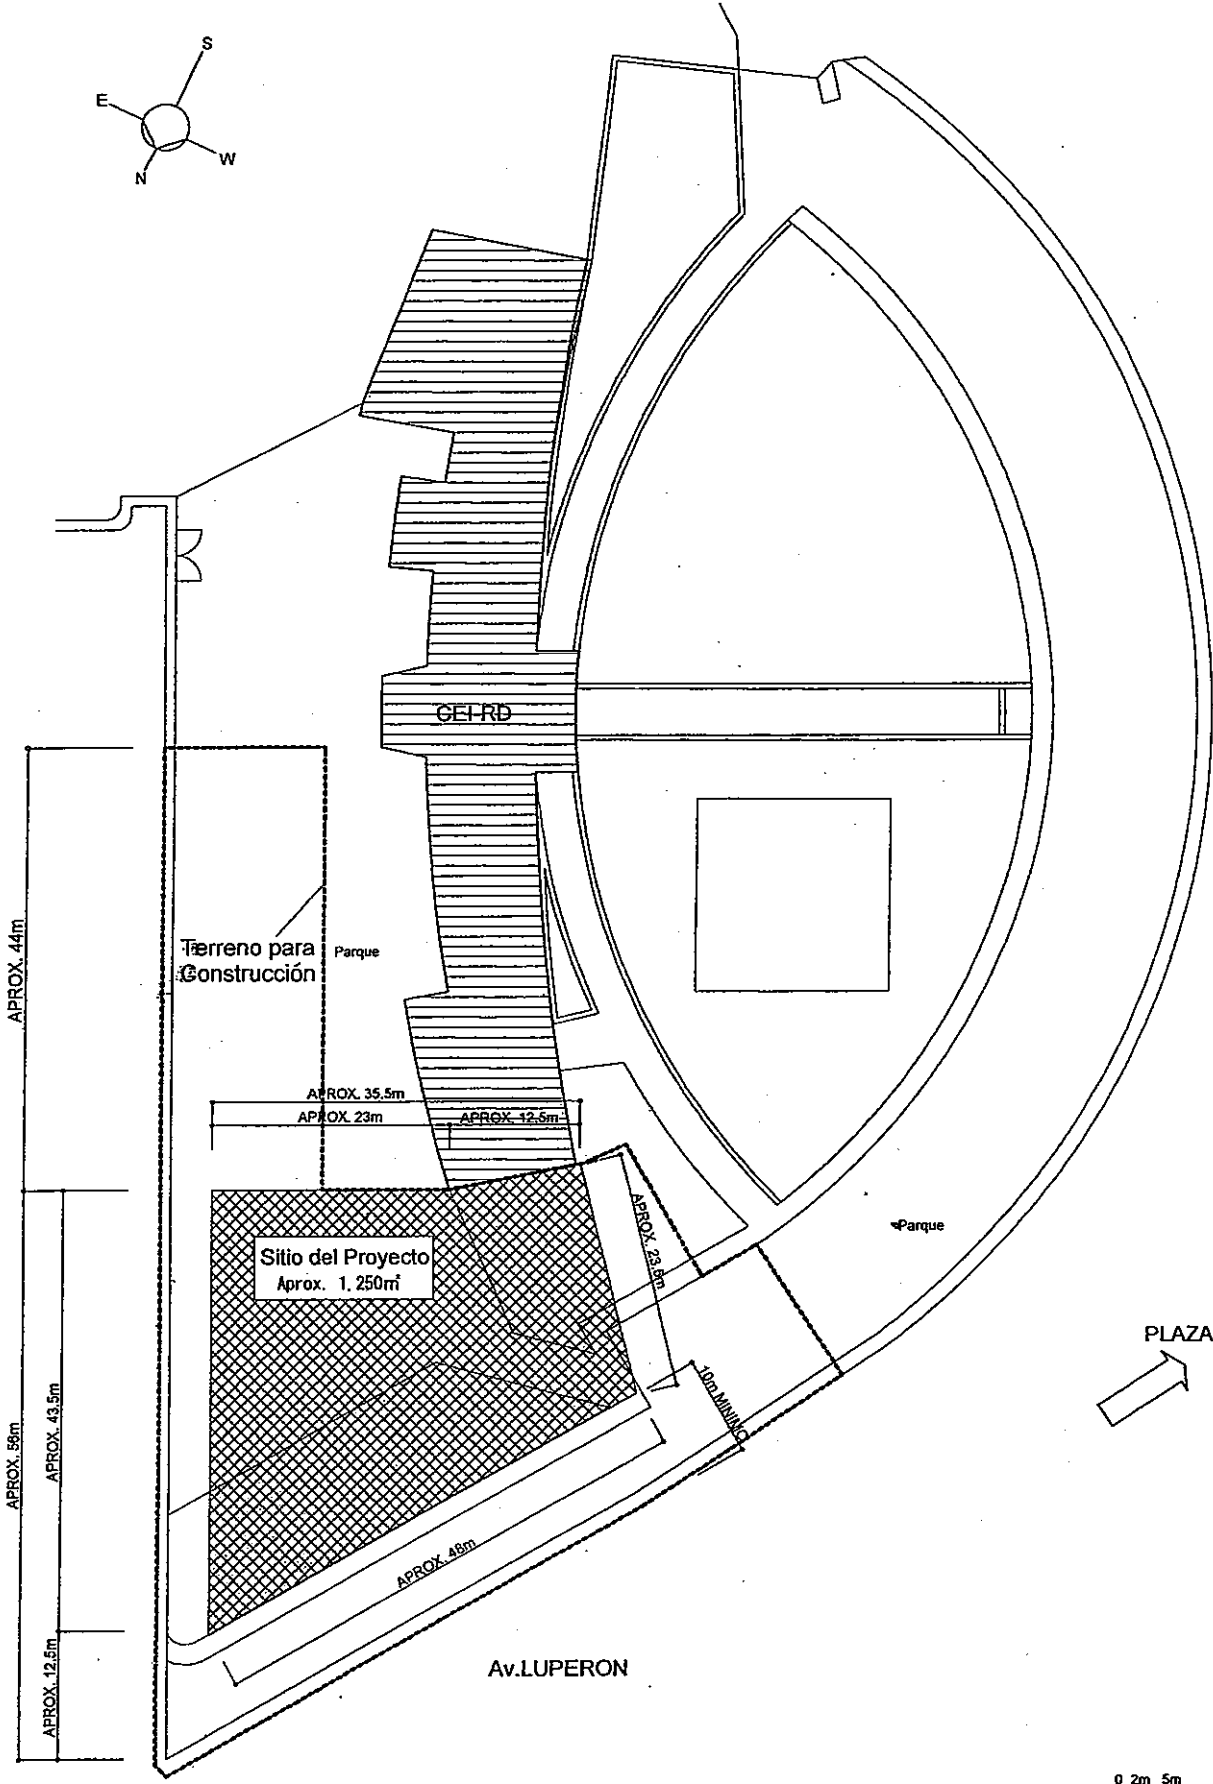 S
E
W
N
CEI-RD
APROX. 44m
Terreno para
Construcción
Parque
APROX. 35.5m
APROX. 23m
APROX. 12.5m
Sitio del Proyecto
Aprox. 1,250㎡
APROX. 23.5m
Parque
PLAZA
10m MINIMO
APROX. 56m
APROX. 43.5m
APROX. 48m
APROX. 12.5m
Av.LUPERON
0 2m 5m